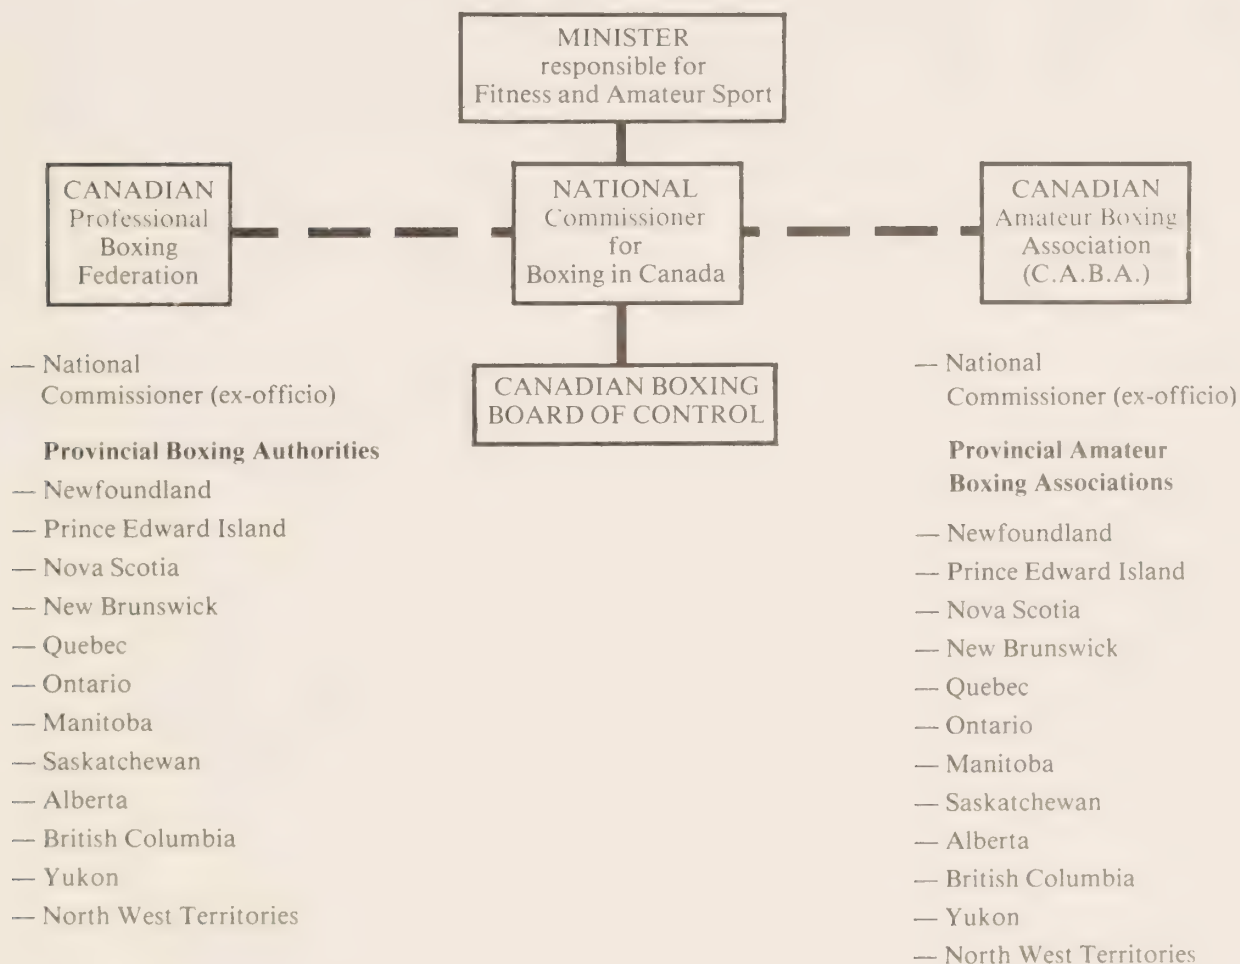 MINISTER
responsible for
Fitness and Amateur Sport
CANADIAN
Professional
Boxing
Federation
NATIONAL
Commissioner
for
Boxing in Canada
CANADIAN
Amateur Boxing
Association
(C.A.B.A.)
CANADIAN BOXING
BOARD OF CONTROL
— National
Commissioner (ex-officio)
Provincial Boxing Authorities
— Newfoundland
— Prince Edward Island
— Nova Scotia
— New Brunswick
— Quebec
— Ontario
— Manitoba
— Saskatchewan
— Alberta
— British Columbia
— Yukon
— North West Territories
— National
Commissioner (ex-officio)
Provincial Amateur
Boxing Associations
— Newfoundland
— Prince Edward Island
— Nova Scotia
— New Brunswick
— Quebec
— Ontario
— Manitoba
— Saskatchewan
— Alberta
— British Columbia
— Yukon
— North West Territories